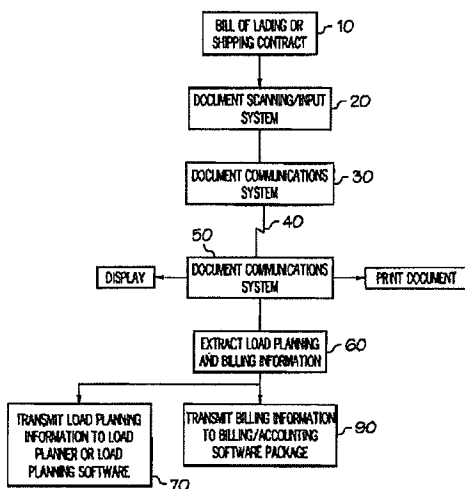 BILL OF LADING OR
SHIPPING CONTRACT
10
DOCUMENT SCANNING/INPUT
SYSTEM
20
DOCUMENT COMMUNICATIONS
SYSTEM
30
40
50
DISPLAY
DOCUMENT COMMUNICATIONS
SYSTEM
PRINT DOCUMENT
EXTRACT LOAD PLANNING
AND BILLING INFORMATION
60
TRANSMIT LOAD PLANNING
INFORMATION TO LOAD
PLANNER OR LOAD
PLANNING SOFTWARE
70
TRANSMIT BILLING INFORMATION
TO BILLING/ACCOUNTING
SOFTWARE PACKAGE
90